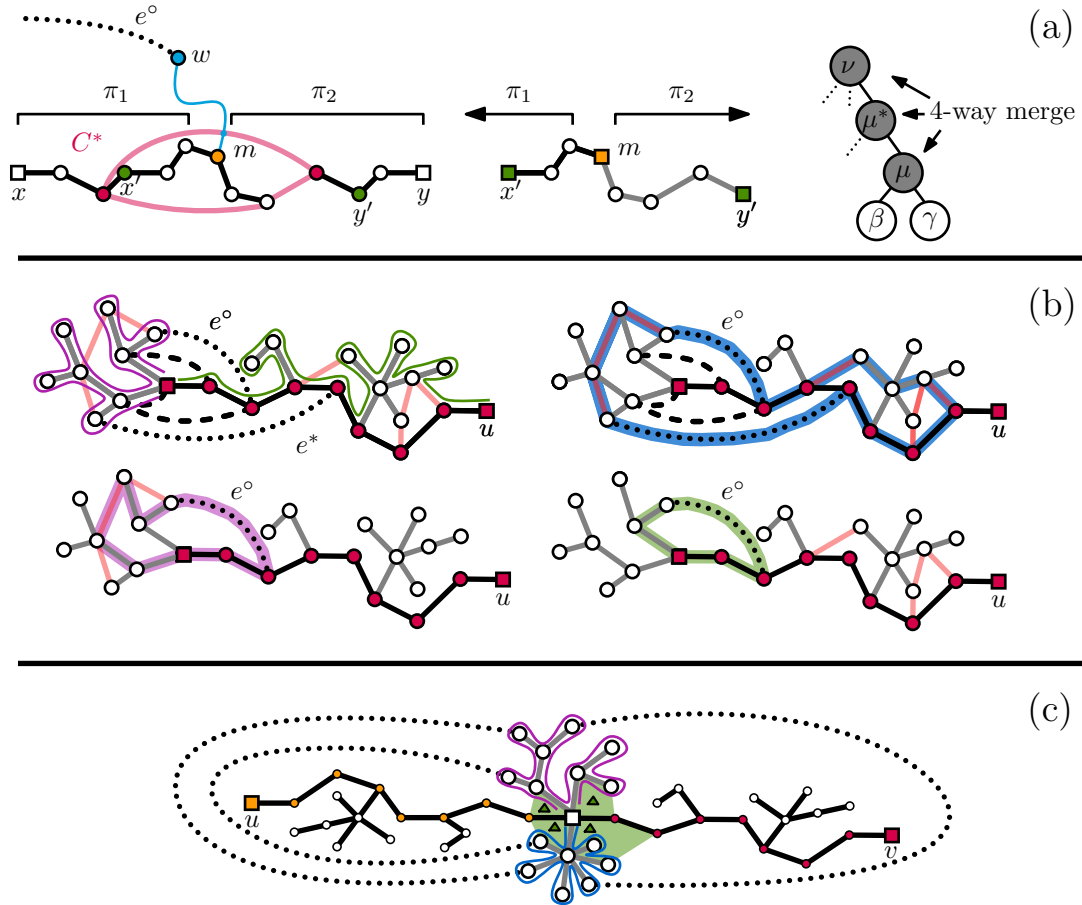 (a)
e°
w
π₁ π₂ π₁ π₂
ν
4-way merge
μ*
C* m m
μ
x x′ y′ y x′ y′
β γ
(b)
e° e°
e* u u
e° e°
u u
(c)
u v